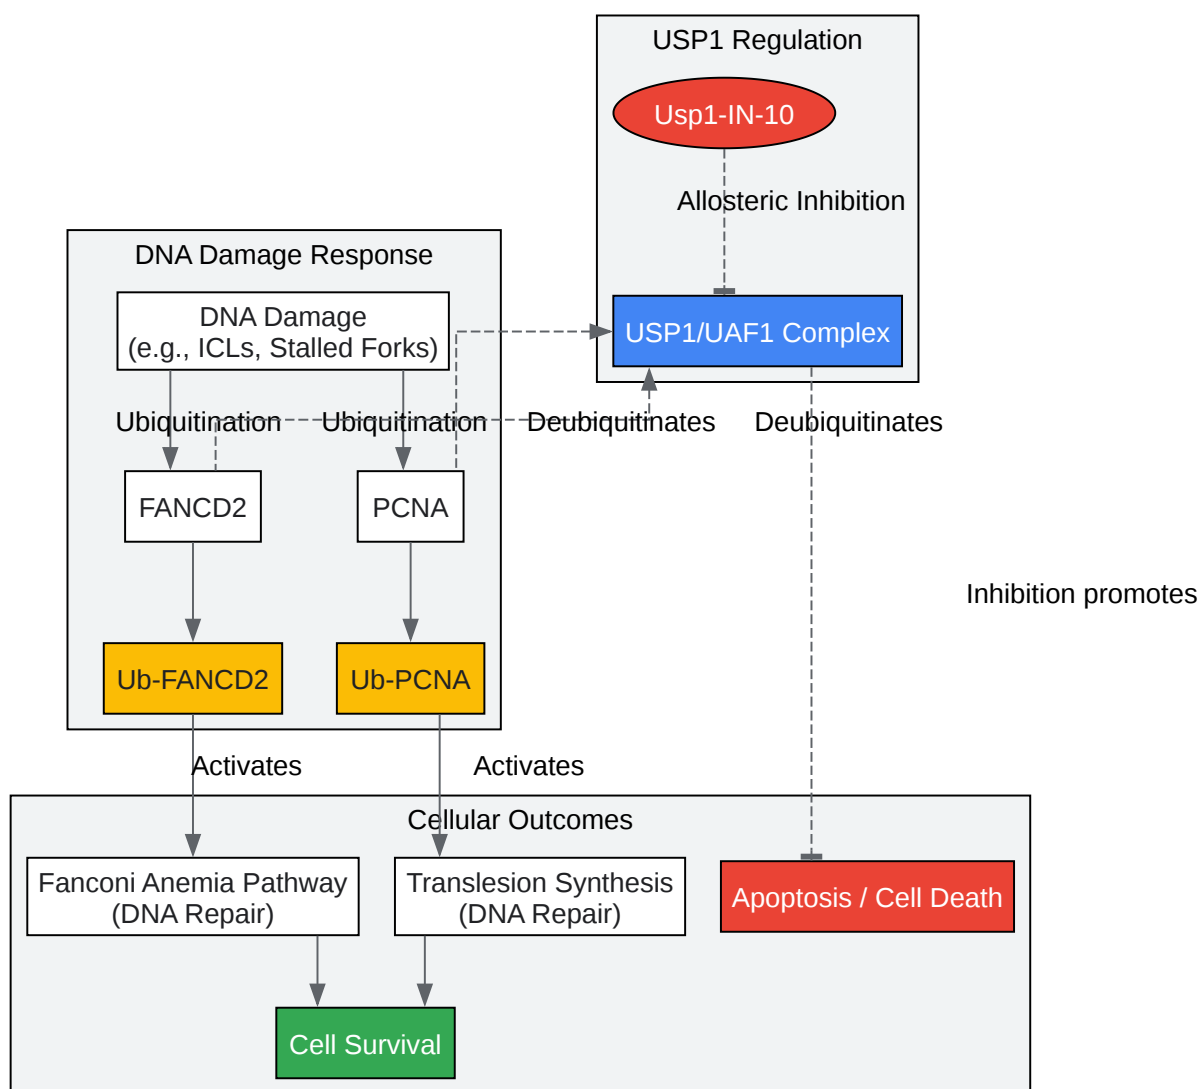 USP1 Regulation
Usp1-IN-10
Allosteric Inhibition
DNA Damage Response
DNA Damage
(e.g., ICLs, Stalled Forks)
USP1/UAF1 Complex
Ubiquitination
Ubiquitination
Deubiquitinates
Deubiquitinates
FANCD2
PCNA
Inhibition promotes
Ub-FANCD2
Ub-PCNA
Activates
Activates
Cellular Outcomes
Fanconi Anemia Pathway
(DNA Repair)
Translesion Synthesis
(DNA Repair)
Apoptosis / Cell Death
Cell Survival